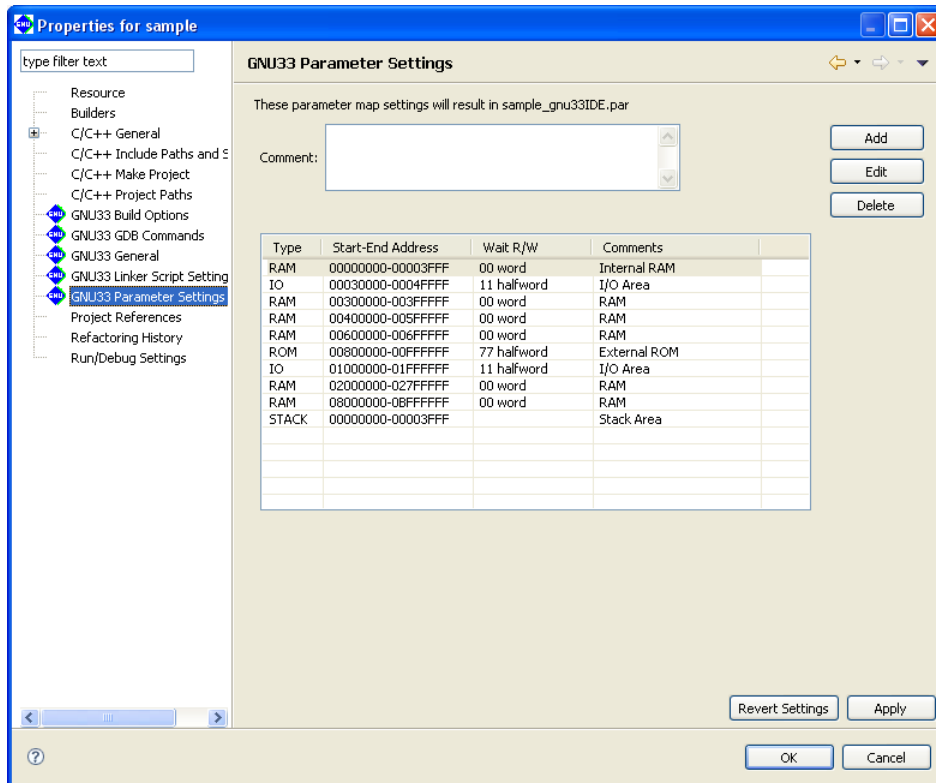 Properties for sample
type filter text
Resource
Builders
C/C++ General
C/C++ Include Paths and S
C/C++ Make Project
C/C++ Project Paths
GNU33 Build Options
GNU33 GDB Commands
GNU33 General
GNU33 Linker Script Setting
GNU33 Parameter Settings
Project References
Refactoring History
Run/Debug Settings
GNU33 Parameter Settings
These parameter map settings will result in sample_gnu33IDE.par
Comment:
Add
Edit
Delete
Type Start-End Address Wait R/W Comments
RAM 00000000-00003FFF 00 word Internal RAM
IO 00030000-0004FFFF 11 halfword I/O Area
RAM 00300000-003FFFFF 00 word RAM
RAM 00400000-005FFFFF 00 word RAM
RAM 00600000-006FFFFF 00 word RAM
ROM 00800000-00FFFFFF 77 halfword External ROM
IO 01000000-01FFFFFF 11 halfword I/O Area
RAM 02000000-027FFFFF 00 word RAM
RAM 08000000-0BFFFFFF 00 word RAM
STACK 00000000-00003FFF Stack Area
Revert Settings
Apply
OK
Cancel